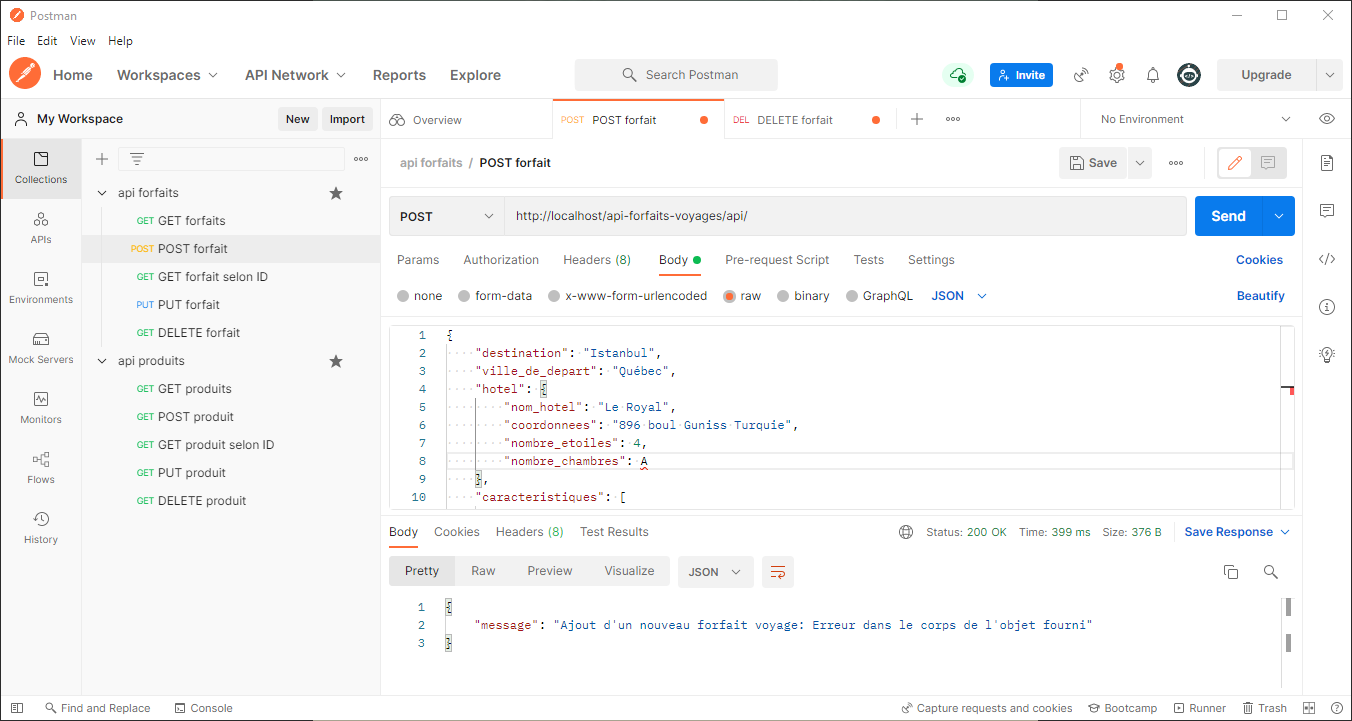 Postman
File Edit View Help
Home Workspaces API Network Reports Explore Search Postman Invite Upgrade
My Workspace New Import Overview POST POST forfait DEL DELETE forfait No Environment
Collections
APIs
Environments
Mock Servers
Monitors
Flows
History
api forfaits
GET GET forfaits
POST POST forfait
GET GET forfait selon ID
PUT PUT forfait
GET DELETE forfait
api produits
GET GET produits
GET POST produit
GET GET produit selon ID
GET PUT produit
GET DELETE produit
api forfaits / POST forfait Save
POST http://localhost/api-forfaits-voyages/api/ Send
Params Authorization Headers (8) Body Pre-request Script Tests Settings Cookies
none form-data x-www-form-urlencoded raw binary GraphQL JSON Beautify
1 {
2 "destination": "Istanbul",
3 "ville_de_depart": "Québec",
4 "hotel": {
5 "nom_hotel": "Le Royal",
6 "coordonnees": "896 boul Guniss Turquie",
7 "nombre_etoiles": 4,
8 "nombre_chambres": A
9 },
10 "caracteristiques": [
Body Cookies Headers (8) Test Results Status: 200 OK Time: 399 ms Size: 376 B Save Response
Pretty Raw Preview Visualize JSON
1 {
2 "message": "Ajout d'un nouveau forfait voyage: Erreur dans le corps de l'objet fourni"
3 }
Find and Replace Console Capture requests and cookies Bootcamp Runner Trash